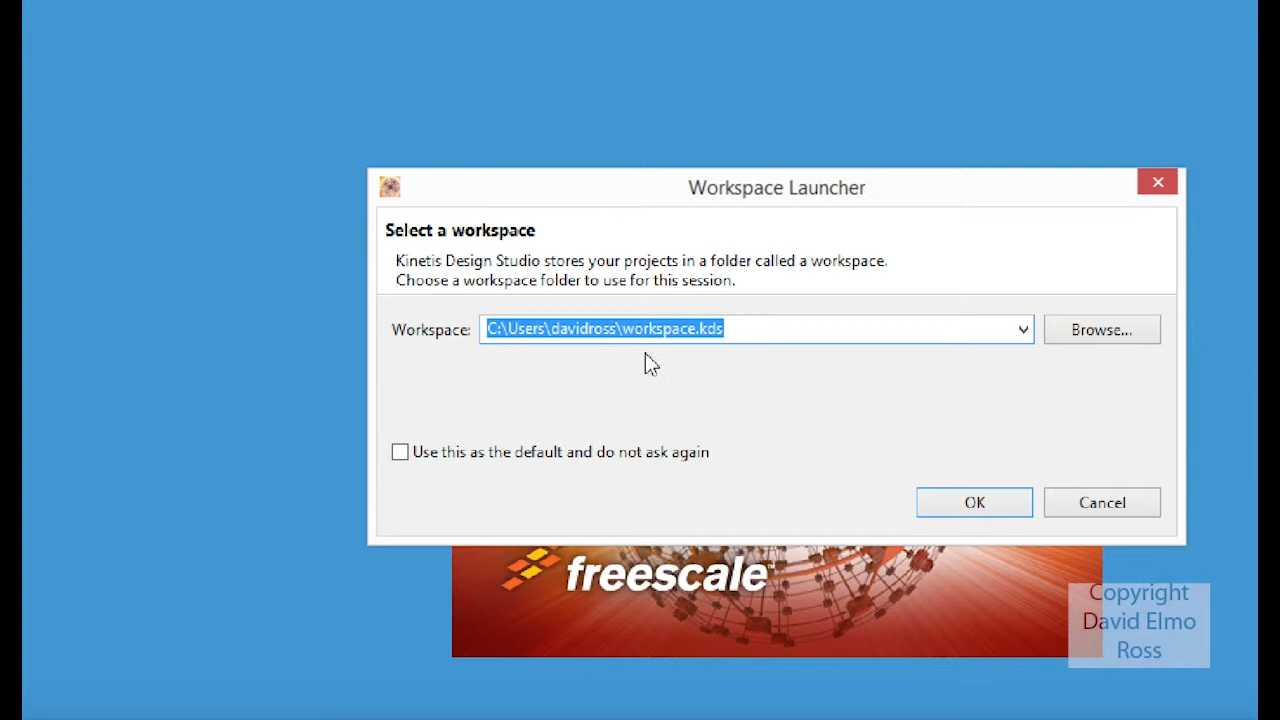 Workspace Launcher
Select a workspace
Kinetis Design Studio stores your projects in a folder called a workspace.
Choose a workspace folder to use for this session.
Workspace: C:\Users\davidross\workspace.kds Browse...
Use this as the default and do not ask again
OK Cancel
freescale™
Copyright
David Elmo
Ross